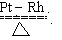 Pt − Rh
.